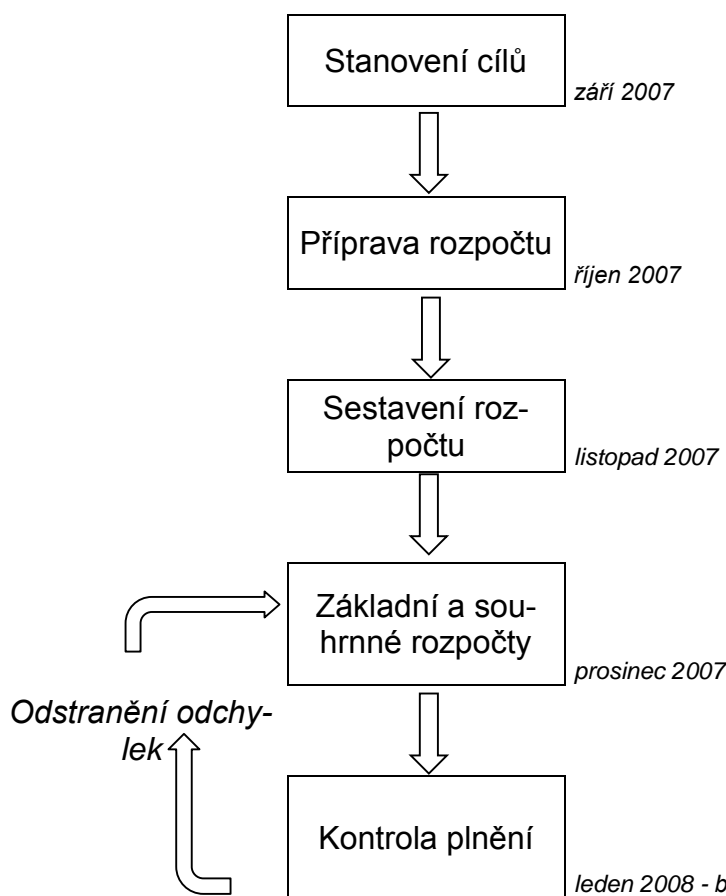 Stanovení cílů
září 2007
Příprava rozpočtu
říjen 2007
Sestavení roz-
počtu
listopad 2007
Základní a sou-
hrnné rozpočty
prosinec 2007
Odstranění odchy-
lek
Kontrola plnění
leden 2008 - b